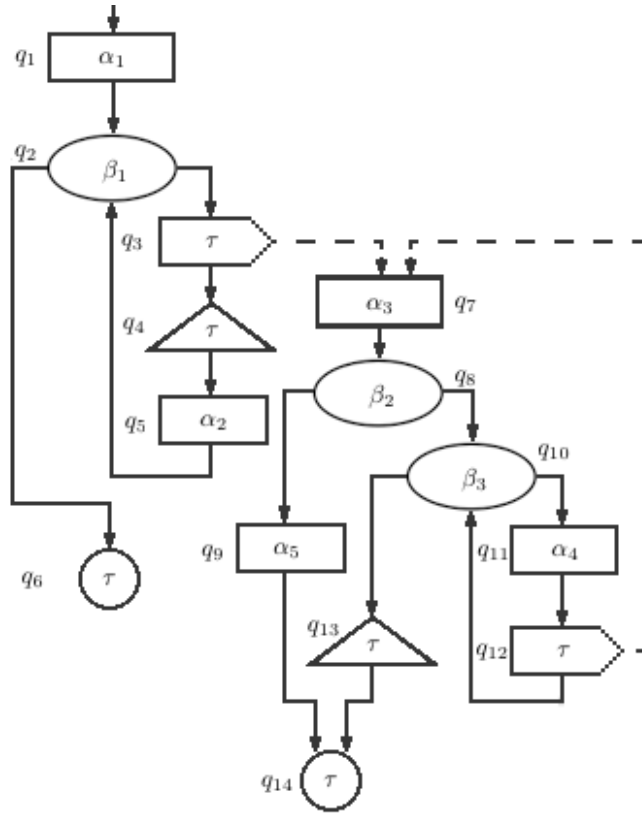 q₁ α₁
q₂ β₁
q₃ τ
α₃ q₇
q₄ τ
β₂ q₈
q₅ α₂
β₃ q₁₀
q₉ α₅
q₁₁ α₄
q₆ τ
q₁₃ τ
q₁₂ τ
q₁₄ τ